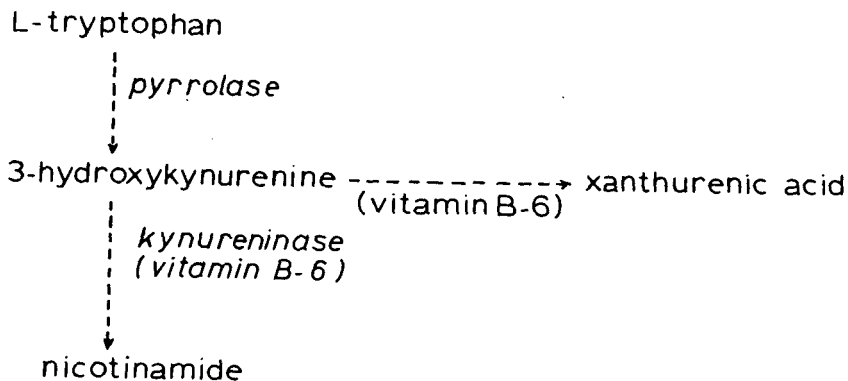 L-tryptophan
pyrrolase
3-hydroxykynurenine
xanthurenic acid
(vitamin B-6)
kynureninase
(vitamin B-6)
nicotinamide